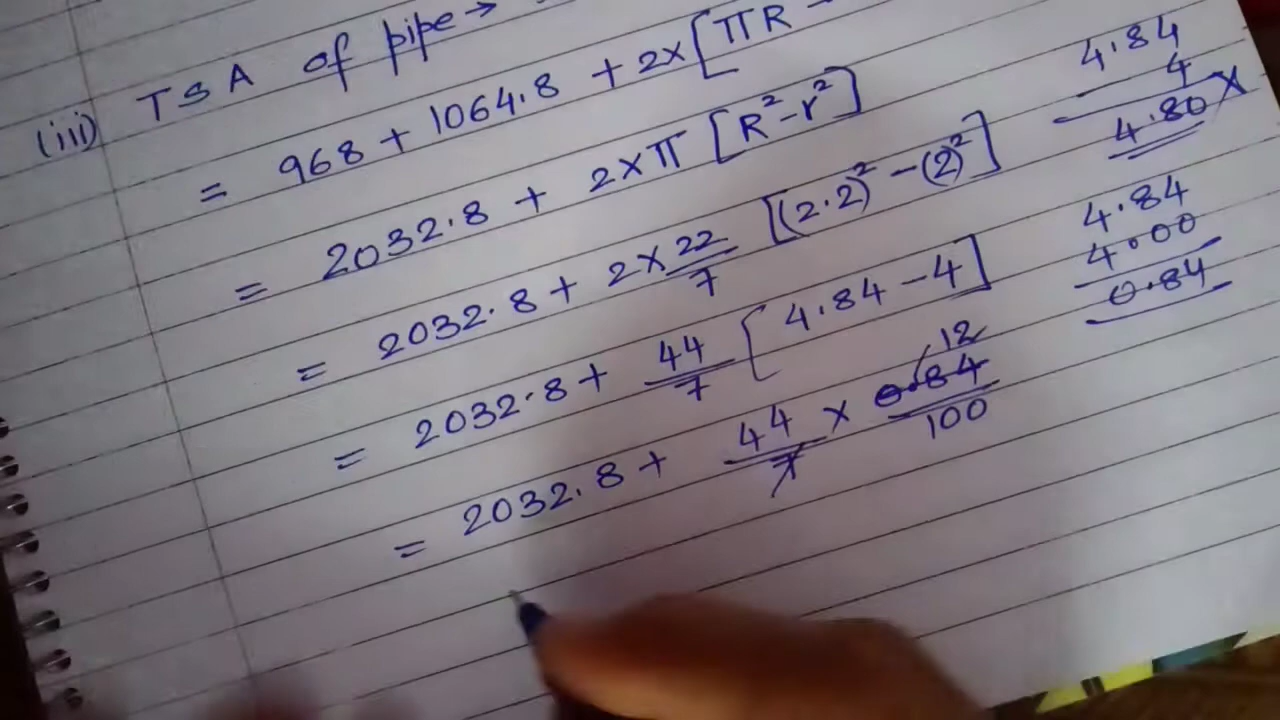 (iii) TSA of pipe →
= 968 + 1064.8 + 2×[πR -
= 2032.8 + 2×π [R²-r²]
= 2032.8 + 2×22/7 [(2.2)² -(2)²]
= 2032.8 + 44/7 [4.84 -4]
= 2032.8 + 44/7 × 0.84/100
12
4.84
4
4.80 ×
4.84
4.00
0.84